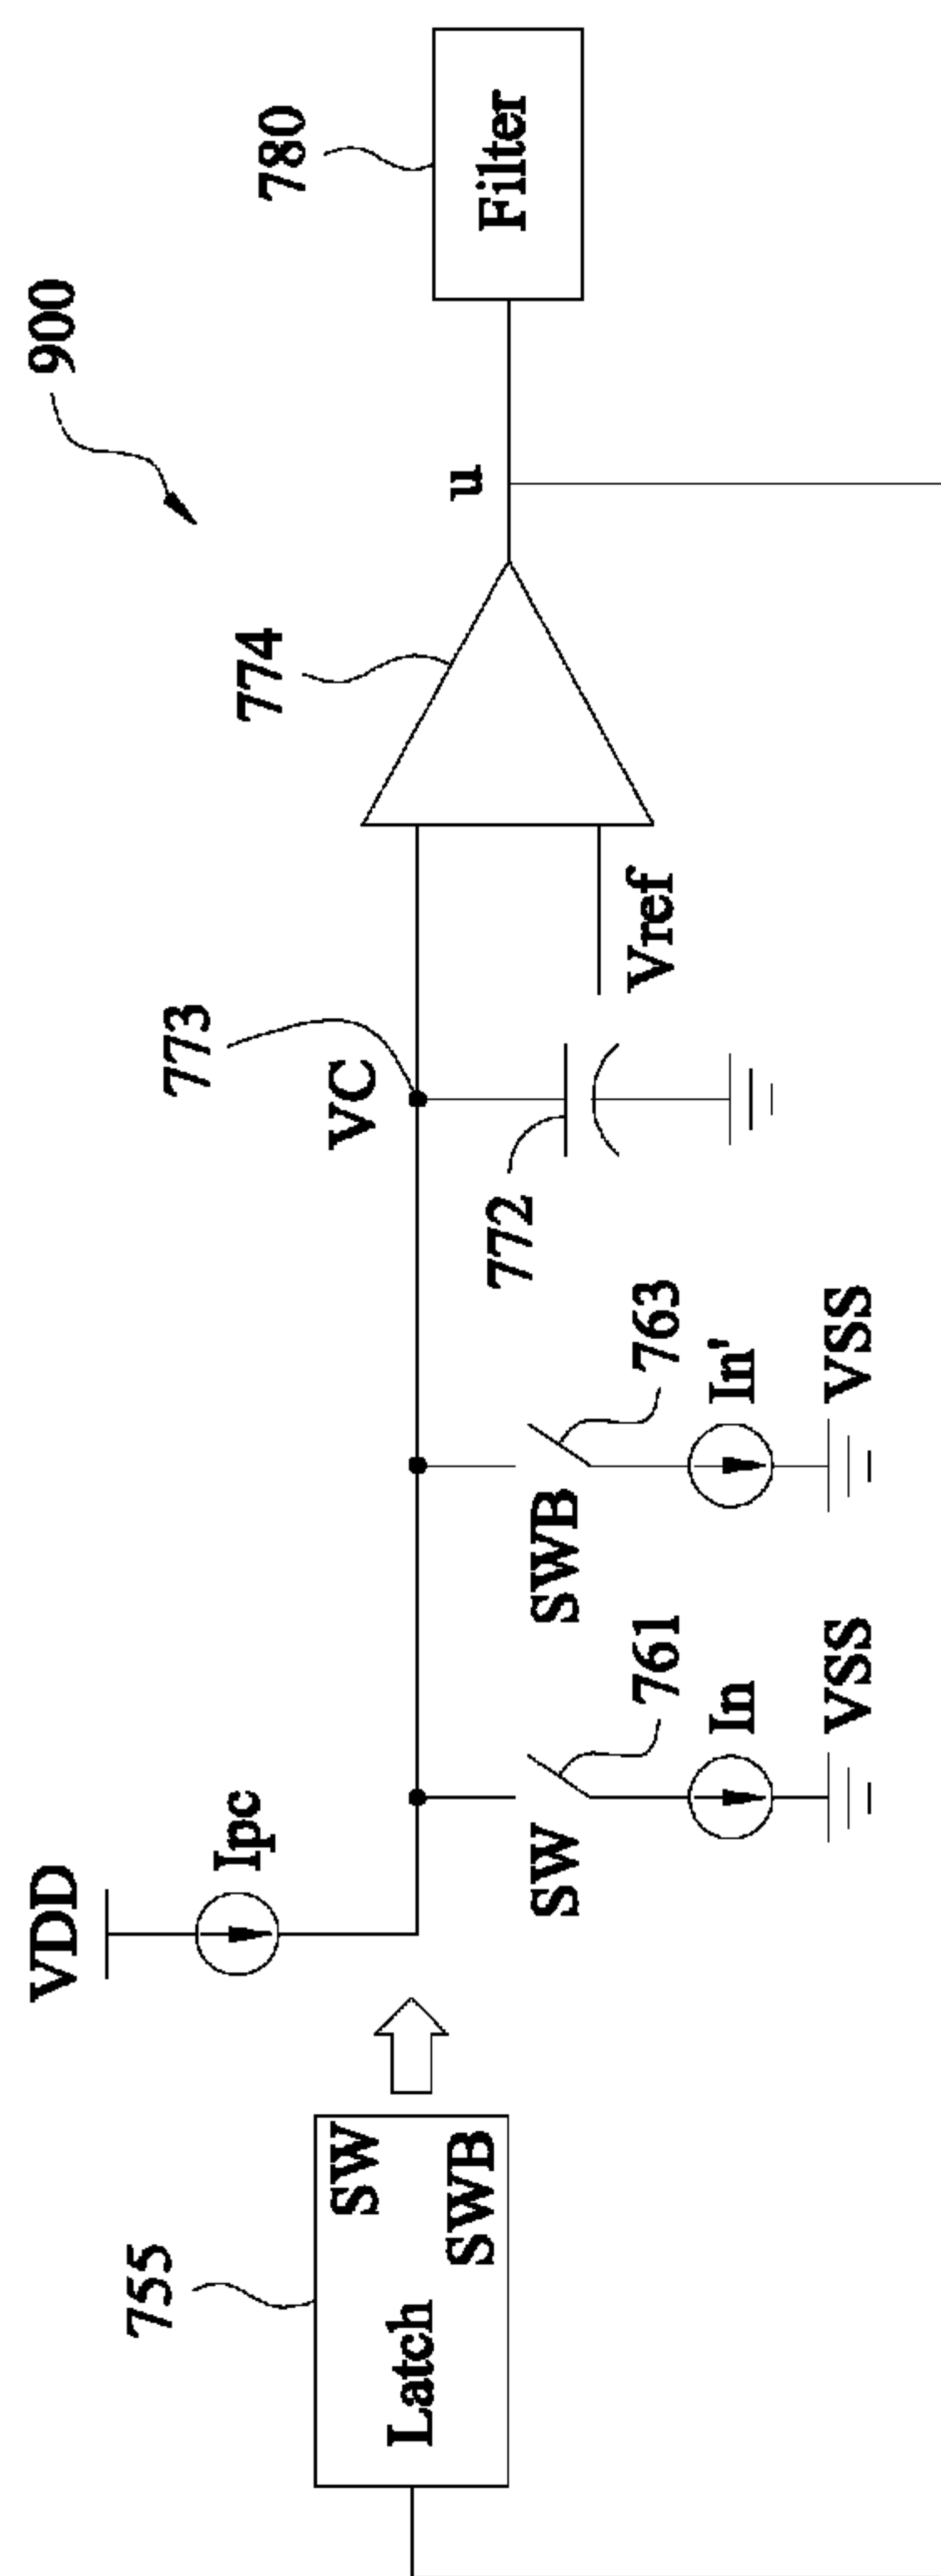 900
VDD
Ipc
755
Latch
SW
SWB
SW
761
In
VSS
SWB
763
In'
VSS
773
VC
772
Vref
774
u
780
Filter